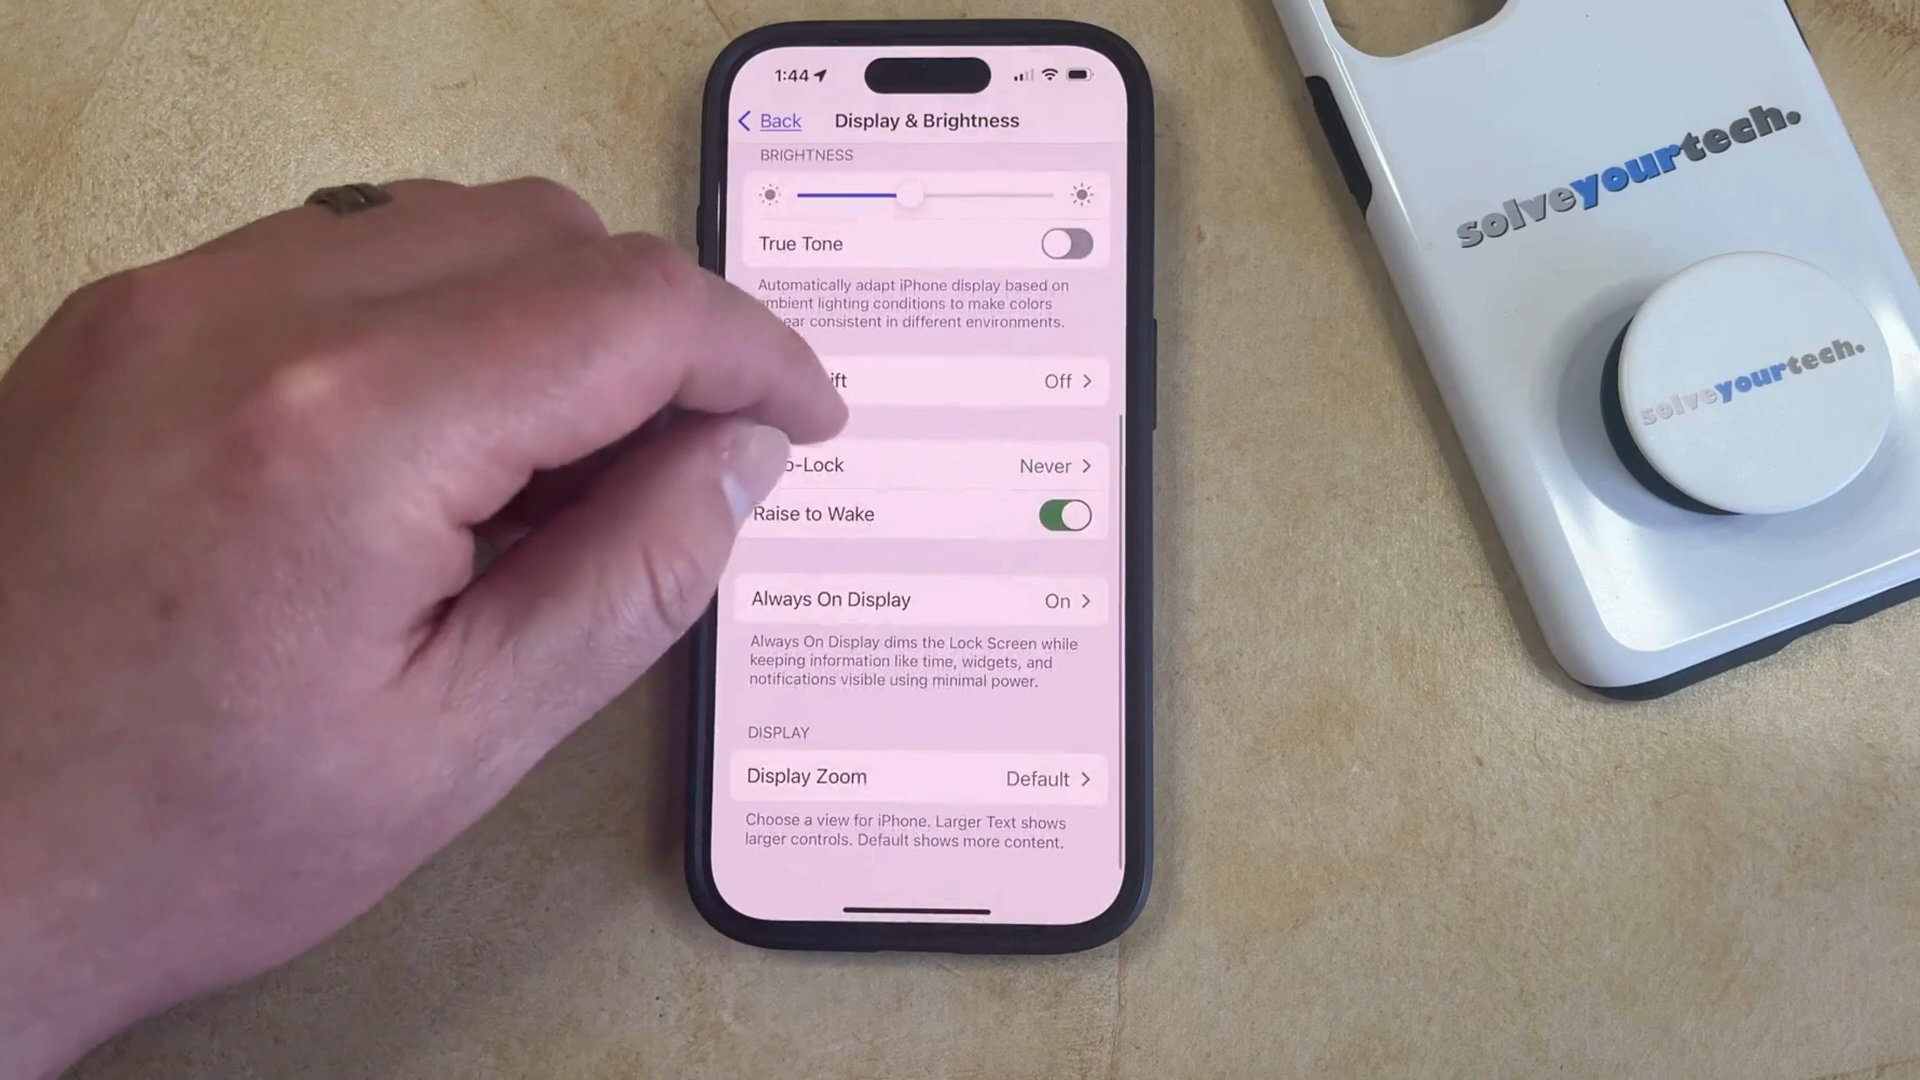 1:44
Back
Display & Brightness
BRIGHTNESS
True Tone
Automatically adapt iPhone display based on
ambient lighting conditions to make colors
ear consistent in different environments.
ift
Off
o-Lock
Never
Raise to Wake
Always On Display
On
Always On Display dims the Lock Screen while
keeping information like time, widgets, and
notifications visible using minimal power.
DISPLAY
Display Zoom
Default
Choose a view for iPhone. Larger Text shows
larger controls. Default shows more content.
solveyourtech.
solveyourtech.